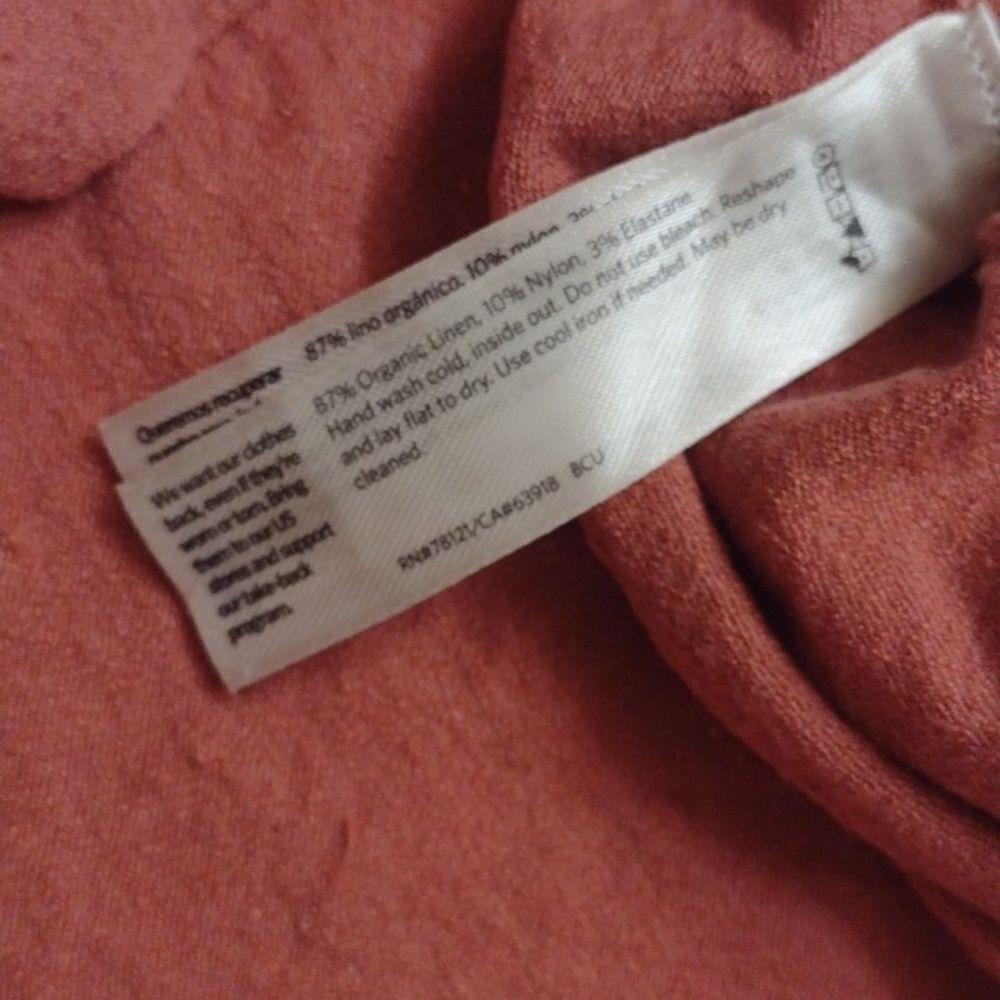 Queremos recuperar
87% lino orgánico, 10% nylon, 3%
We want our clothes
back, even if they're
worn or torn. Bring
them to our US
stores and support
our take-back
program.
87% Organic Linen, 10% Nylon, 3% Elastane
Hand wash cold, inside out. Do not use bleach. Reshape
and lay flat to dry. Use cool iron if needed. May be dry
cleaned.
RN#76121/CA#63918 BCU